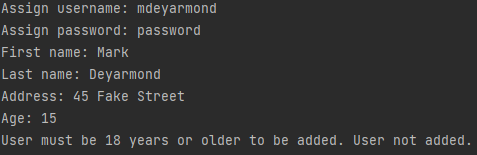 Assign username: mdeyarmond
Assign password: password
First name: Mark
Last name: Deyarmond
Address: 45 Fake Street
Age: 15
User must be 18 years or older to be added. User not added.